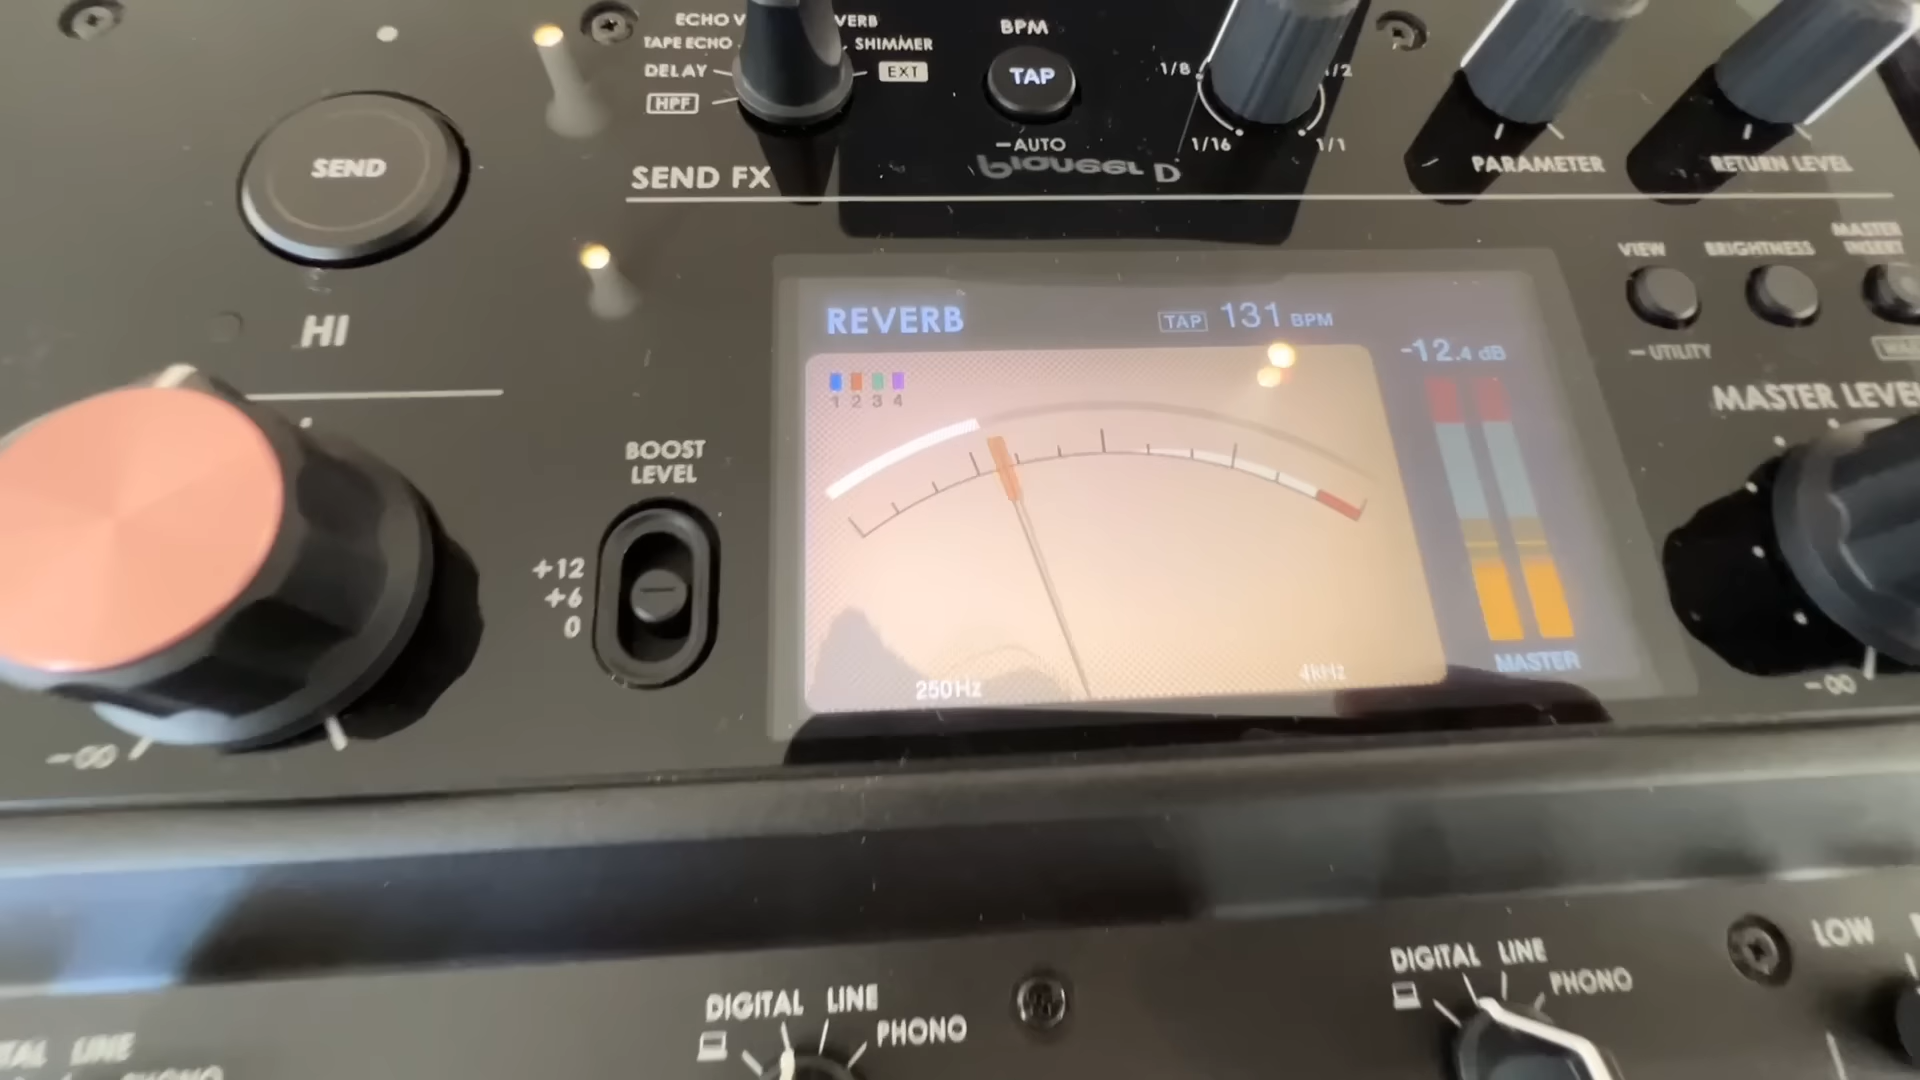 ECHO V
VERB
TAPE ECHO
SHIMMER
DELAY
EXT
HPF
BPM
TAP
— AUTO
1/8
1/2
1/16
1/1
SEND FX
PARAMETER
RETURN LEVEL
SEND
HI
-∞
BOOST
LEVEL
+12
+6
0
REVERB
TAP 131 BPM
-12.4 dB
1 2 3 4
250Hz
4kHz
MASTER
VIEW
BRIGHTNESS
MASTER
INSERT
— UTILITY
MASTER LEVEL
-∞
DIGITAL LINE
PHONO
DIGITAL LINE
PHONO
LOW
TAL LINE
PHONO